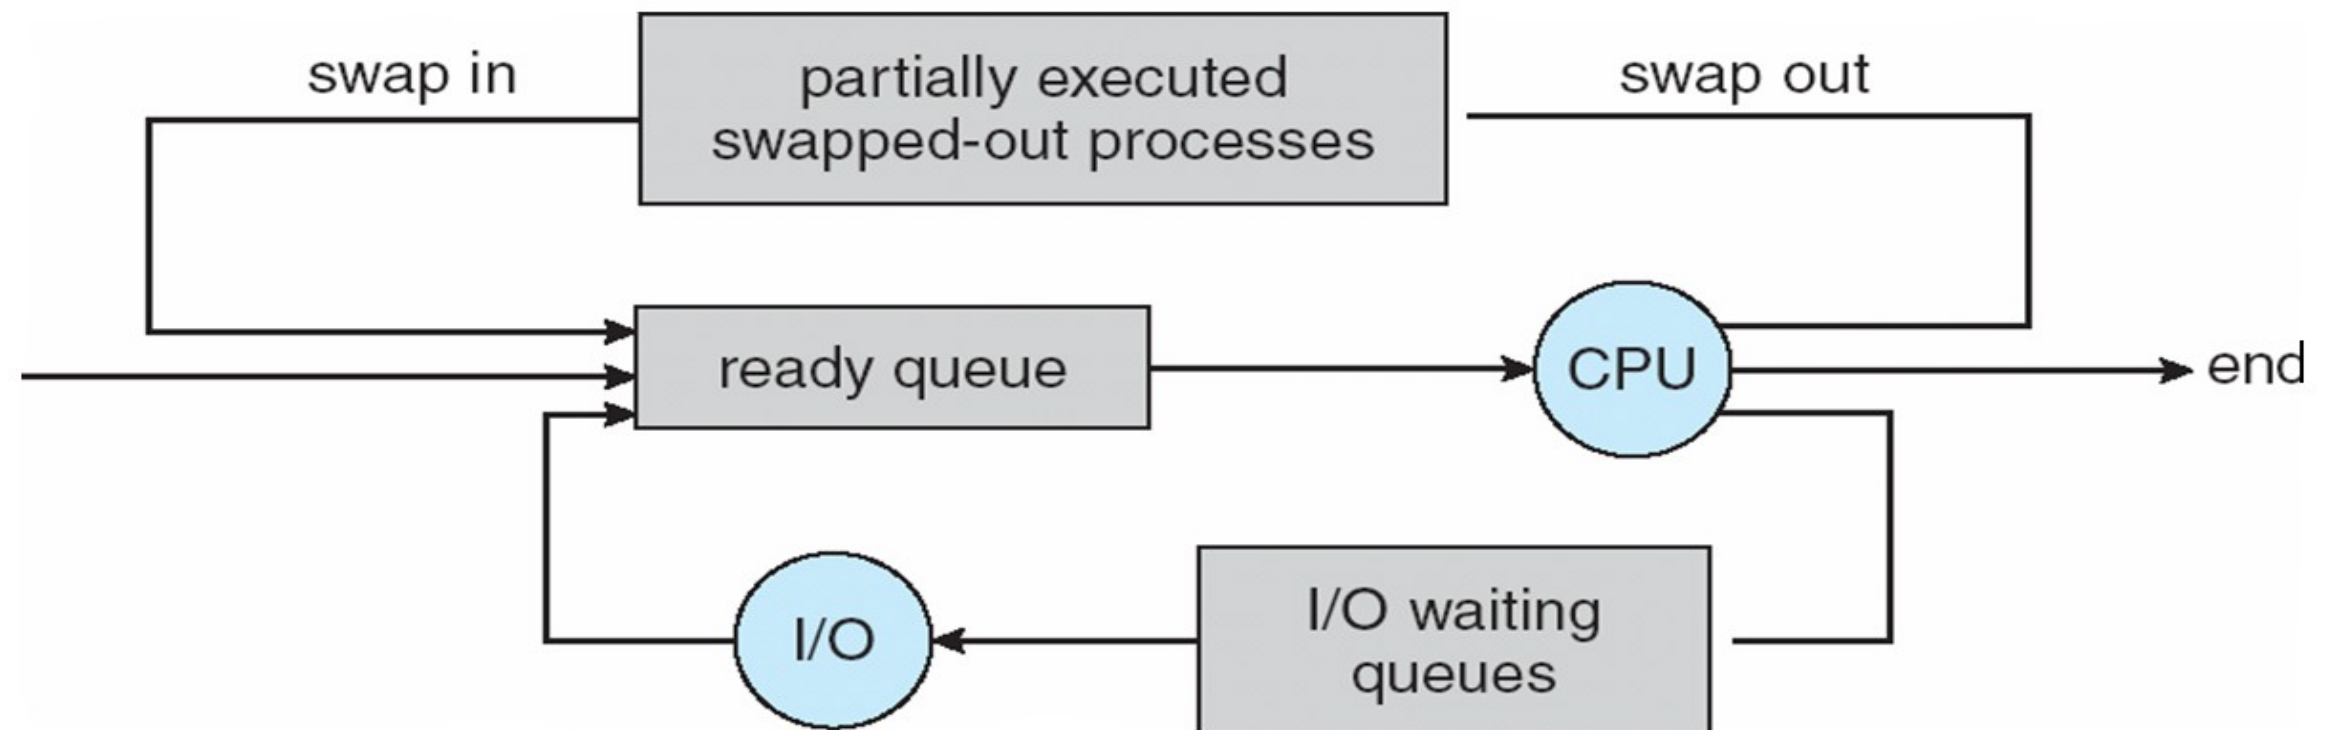 swap in
partially executed
swapped-out processes
swap out
ready queue
CPU
end
I/O
I/O waiting
queues